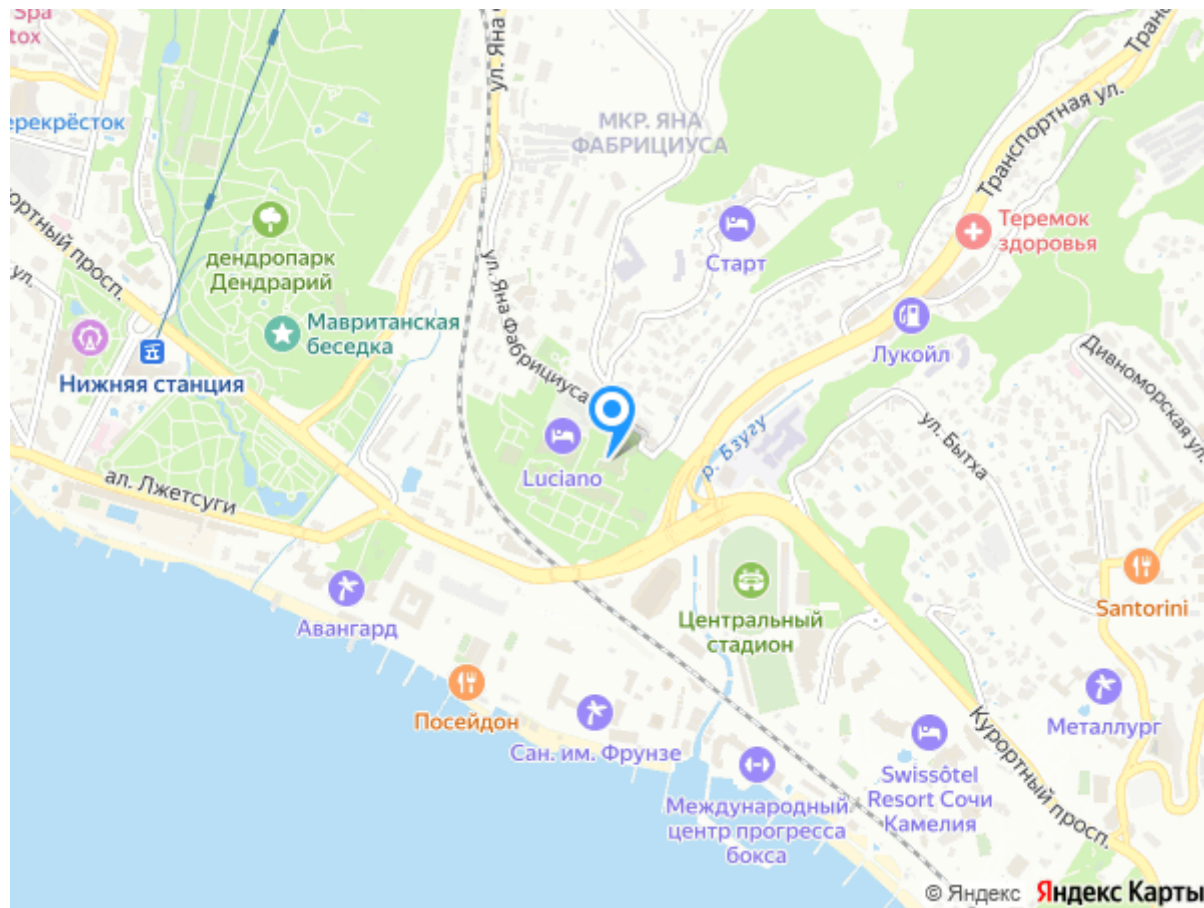 Spa
tox
ул. Яна
Транспортная ул.
Тран
МКР. ЯНА
ФАБРИЦИУСА
ерекрёсток
ортный просп.
ул.
дендропарк
Дендрарий
Мавританская
беседка
Нижняя станция
ул. Яна Фабрициуса
Старт
Теремок
здоровья
Лукойл
Дивноморская ул.
ул. Бытха
р. Бзугу
Luciano
ал. Лжетсуги
Авангард
Центральный
стадион
Santorini
Посейдон
Сан. им. Фрунзе
Металлург
Swissôtel
Resort Сочи
Камелия
Курортный просп.
Международный
центр прогресса
бокса
© Яндекс Яндекс Карты